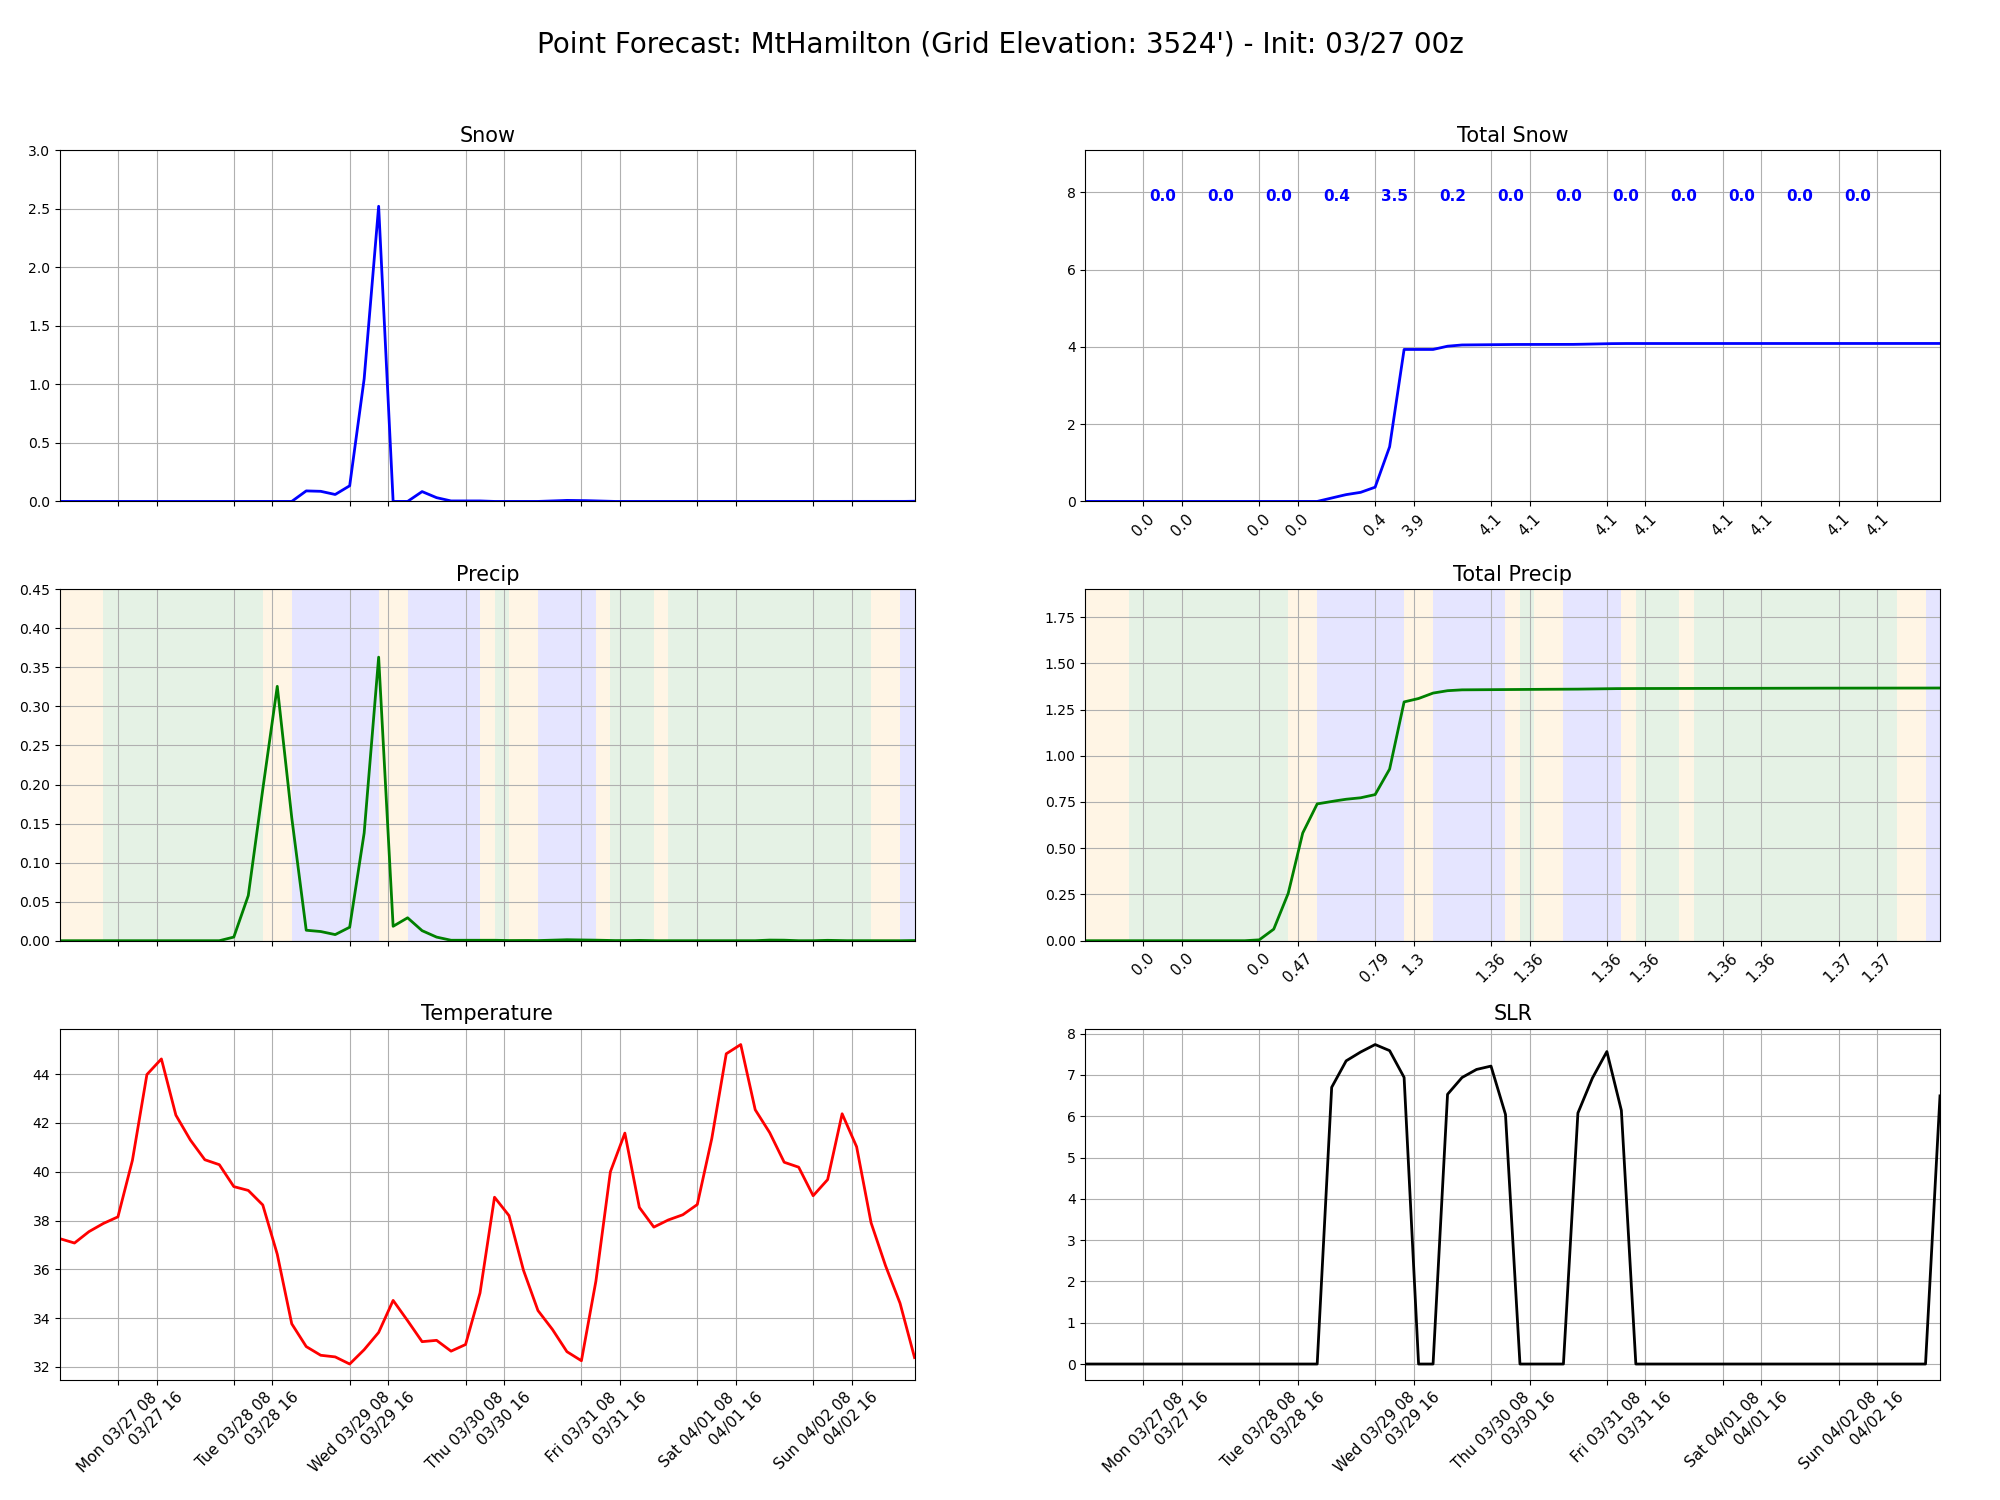 Point Forecast: MtHamilton (Grid Elevation: 3524') - Init: 03/27 00z
Snow
3.0
2.5
2.0
1.5
1.0
0.5
0.0
Total Snow
8
6
4
2
0
0.0 0.0 0.0 0.4 3.5 0.2 0.0 0.0 0.0 0.0 0.0 0.0 0.0
0.0 0.0 0.0 0.0 0.4 3.9 4.1 4.1 4.1 4.1 4.1 4.1 4.1 4.1
Precip
0.45
0.40
0.35
0.30
0.25
0.20
0.15
0.10
0.05
0.00
Total Precip
1.75
1.50
1.25
1.00
0.75
0.50
0.25
0.00
0.0 0.0 0.0 0.47 0.79 1.3 1.36 1.36 1.36 1.36 1.36 1.36 1.37 1.37
Temperature
44
42
40
38
36
34
32
Mon 03/27 08
03/27 16
Tue 03/28 08
03/28 16
Wed 03/29 08
03/29 16
Thu 03/30 08
03/30 16
Fri 03/31 08
03/31 16
Sat 04/01 08
04/01 16
Sun 04/02 08
04/02 16
SLR
8
7
6
5
4
3
2
1
0
Mon 03/27 08
03/27 16
Tue 03/28 08
03/28 16
Wed 03/29 08
03/29 16
Thu 03/30 08
03/30 16
Fri 03/31 08
03/31 16
Sat 04/01 08
04/01 16
Sun 04/02 08
04/02 16